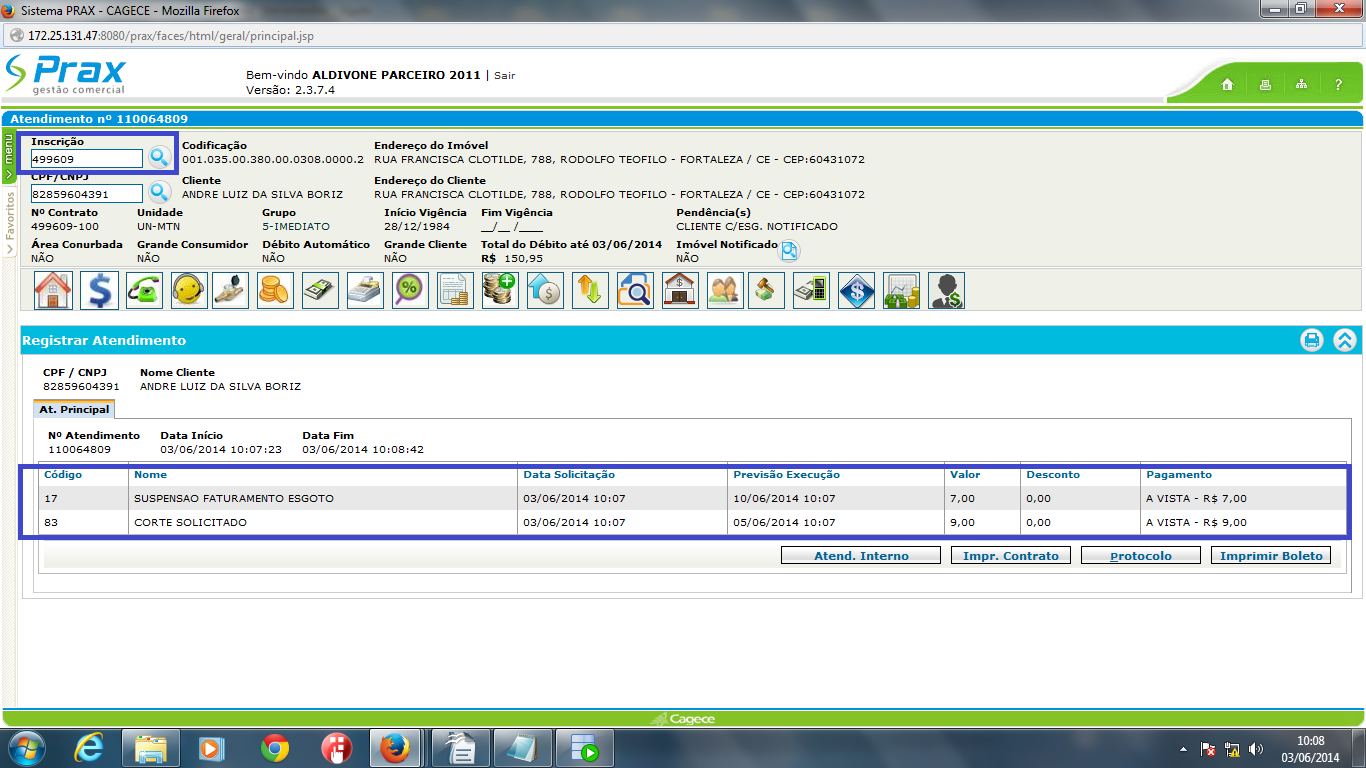 Sistema PRAX - CAGECE - Mozilla Firefox
172.25.131.47:8080/prax/faces/html/geral/principal.jsp
Prax
gestão comercial
Bem-vindo ALDIVONE PARCEIRO 2011 | Sair
Versão: 2.3.7.4
?
Atendimento nº 110064809
menu
Favoritos
Inscrição Codificação Endereço do Imóvel
499609 001.035.00.380.00.0308.0000.2 RUA FRANCISCA CLOTILDE, 788, RODOLFO TEOFILO - FORTALEZA / CE - CEP:60431072
CPF/CNPJ Cliente Endereço do Cliente
82859604391 ANDRE LUIZ DA SILVA BORIZ RUA FRANCISCA CLOTILDE, 788, RODOLFO TEOFILO - FORTALEZA / CE - CEP:60431072
Nº Contrato Unidade Grupo Início Vigência Fim Vigência Pendência(s)
499609-100 UN-MTN 5-IMEDIATO 28/12/1984 __/__ /____ CLIENTE C/ESG. NOTIFICADO
Área Conurbada Grande Consumidor Débito Automático Grande Cliente Total do Débito até 03/06/2014 Imóvel Notificado
NÃO NÃO NÃO NÃO R$ 150,95 NÃO
Registrar Atendimento
CPF / CNPJ Nome Cliente
82859604391 ANDRE LUIZ DA SILVA BORIZ
At. Principal
Nº Atendimento Data Início Data Fim
110064809 03/06/2014 10:07:23 03/06/2014 10:08:42
Código Nome Data Solicitação Previsão Execução Valor Desconto Pagamento
17 SUSPENSAO FATURAMENTO ESGOTO 03/06/2014 10:07 10/06/2014 10:07 7,00 0,00 A VISTA - R$ 7,00
83 CORTE SOLICITADO 03/06/2014 10:07 05/06/2014 10:07 9,00 0,00 A VISTA - R$ 9,00
Atend. Interno Impr. Contrato Protocolo Imprimir Boleto
Cagece
10:08
03/06/2014